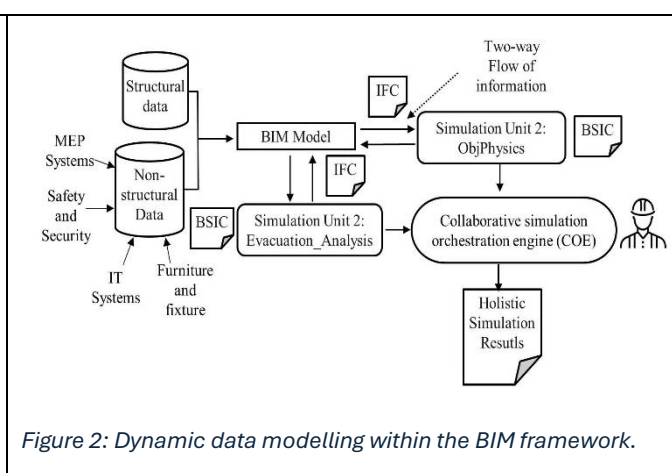 Two-way
Flow of
information
Structural
data
IFC
BIM Model
Simulation Unit 2:
ObjPhysics
BSIC
MEP
Systems
Non-
structural
Data
IFC
Safety
and
Security
BSIC
Simulation Unit 2:
Evacuation_Analysis
Collaborative simulation
orchestration engine (COE)
IT
Systems
Furniture
and
fixture
Holistic
Simulation
Resutls
Figure 2: Dynamic data modelling within the BIM framework.